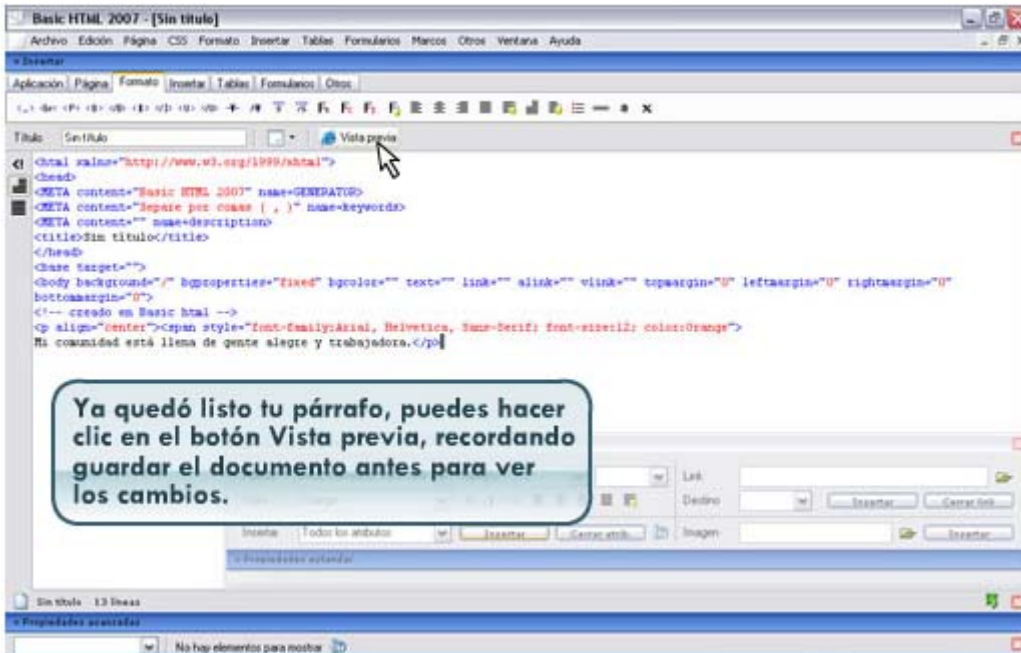 Basic HTML 2007 - [Sin título]
Archivo Edición Página CSS Formato Insertar Tablas Formularios Marcos Otros Ventana Ayuda
Insertar
Aplicación Página Formato Insertar Tablas Formularios Otros
Título Sin título Vista previa
<html xmlns="http://www.w3.org/1999/xhtml">
<head>
<META content="Basic HTML 2007" name=GENERATOR>
<META content="Separe por comas ( , )" name=keywords>
<META content="" name=description>
<title>Sin título</title>
</head>
<base target="">
<body background="/" bgproperties="fixed" bgcolor="" text="" link="" alink="" vlink="" topmargin="0" leftmargin="0" rightmargin="0"
bottommargin="0">
<!-- creado en Basic html -->
<p align="center"><span style="font-family:Arial, Helvetica, Sans-Serif; font-size:12; color:Orange">
Mi comunidad está llena de gente alegre y trabajadora.</p>
Ya quedó listo tu párrafo, puedes hacer
clic en el botón Vista previa, recordando
guardar el documento antes para ver
los cambios.
Link
Destino Insertar Cerrar link
Insertar Todos los atributos Insertar Cerrar atrib. Imagen Insertar
Propiedades estandar
Sin título 13 líneas
Propiedades avanzadas
No hay elementos para mostrar